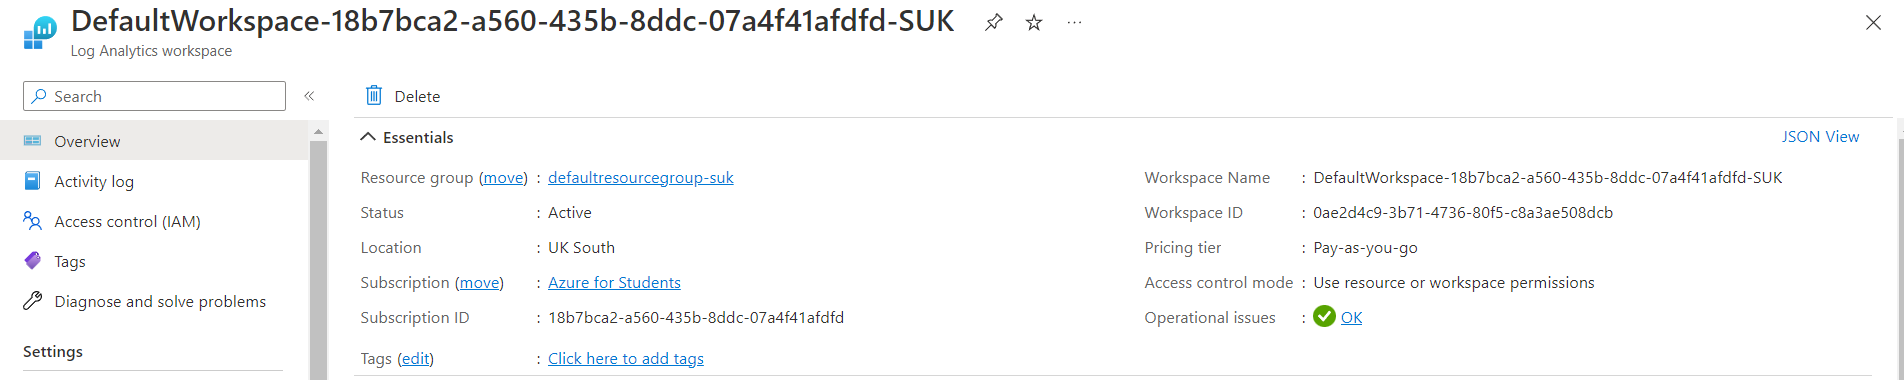 DefaultWorkspace-18b7bca2-a560-435b-8ddc-07a4f41afdfd-SUK
Log Analytics workspace
Search
Overview
Activity log
Access control (IAM)
Tags
Diagnose and solve problems
Settings
Delete
Essentials
JSON View
Resource group (move) : defaultresourcegroup-suk
Status : Active
Location : UK South
Subscription (move) : Azure for Students
Subscription ID : 18b7bca2-a560-435b-8ddc-07a4f41afdfd
Tags (edit) : Click here to add tags
Workspace Name : DefaultWorkspace-18b7bca2-a560-435b-8ddc-07a4f41afdfd-SUK
Workspace ID : 0ae2d4c9-3b71-4736-80f5-c8a3ae508dcb
Pricing tier : Pay-as-you-go
Access control mode : Use resource or workspace permissions
Operational issues : OK